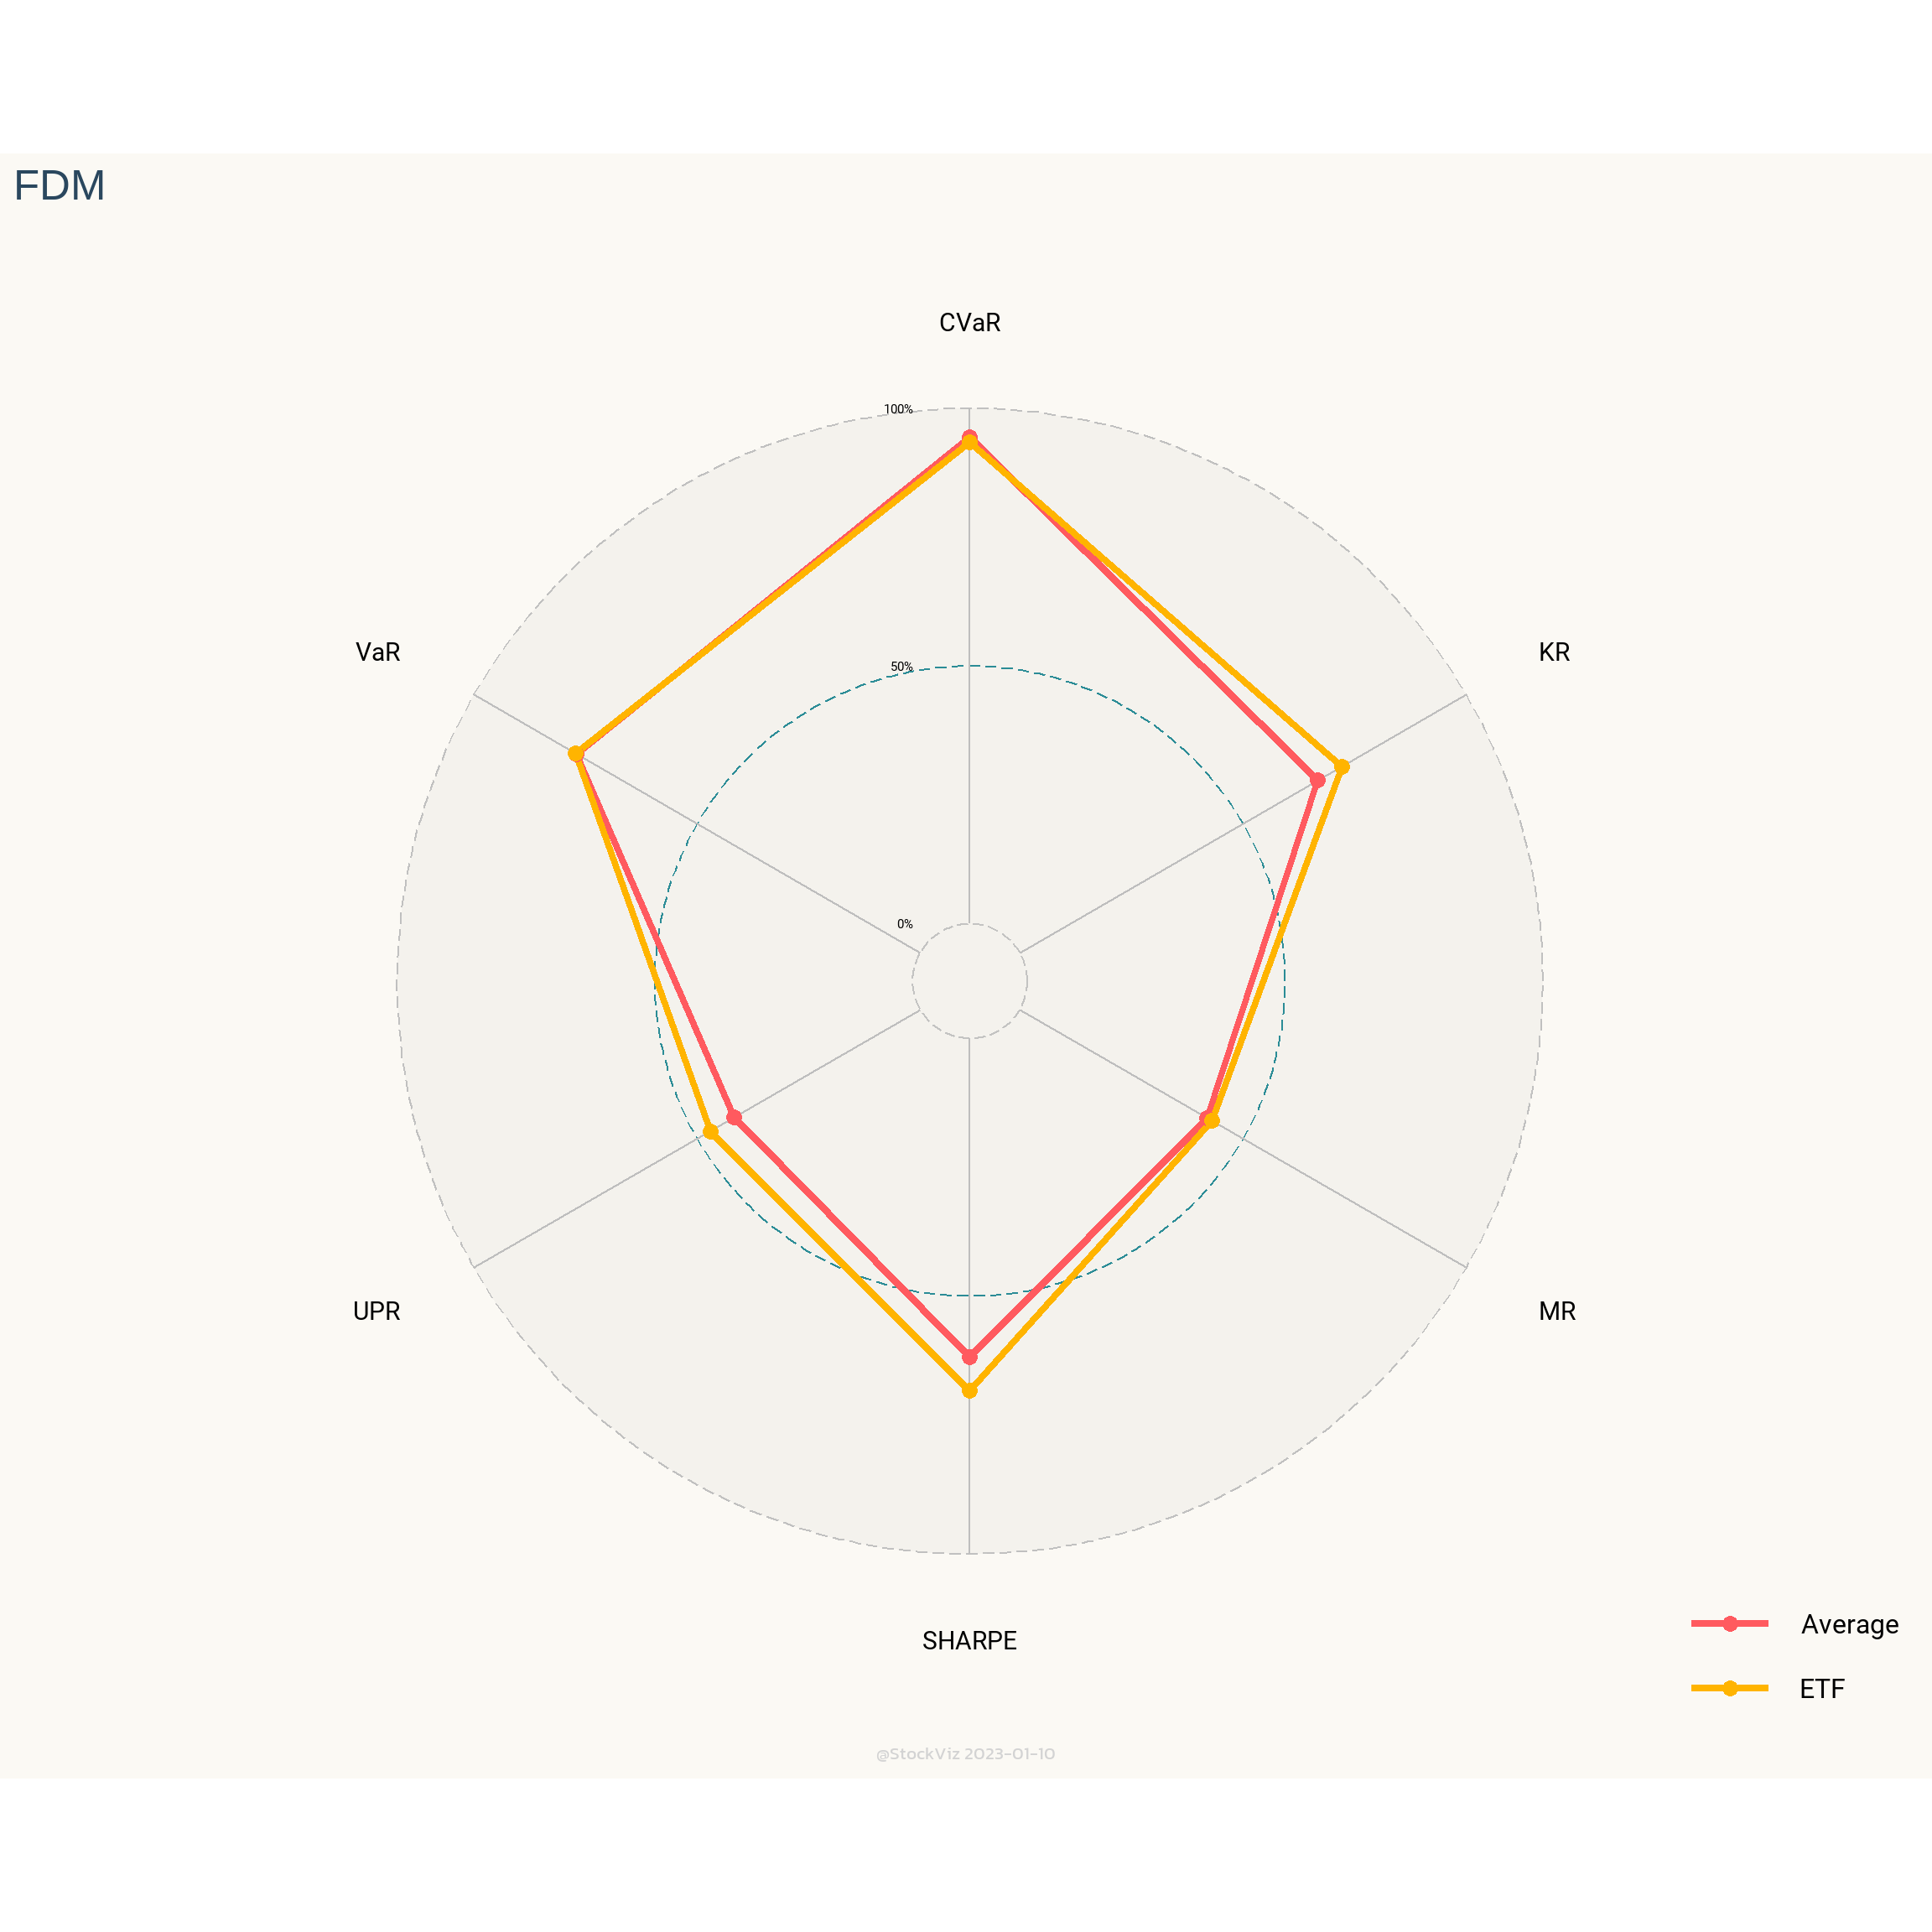 FDM
CVaR
100%
KR
VaR
50%
0%
UPR
MR
SHARPE
Average
ETF
@StockViz 2023-01-10